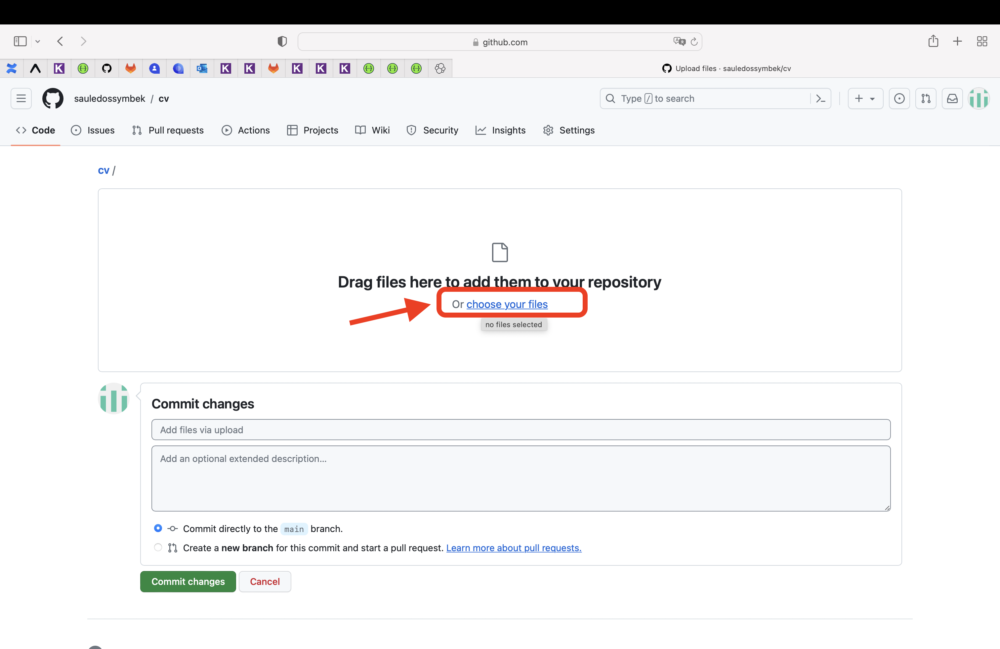 github.com
Upload files · sauledossymbek/cv
sauledossymbek / cv
Type / to search
Code Issues Pull requests Actions Projects Wiki Security Insights Settings
cv /
Drag files here to add them to your repository
Or choose your files
no files selected
Commit changes
Add files via upload
Add an optional extended description...
Commit directly to the main branch.
Create a new branch for this commit and start a pull request. Learn more about pull requests.
Commit changes Cancel